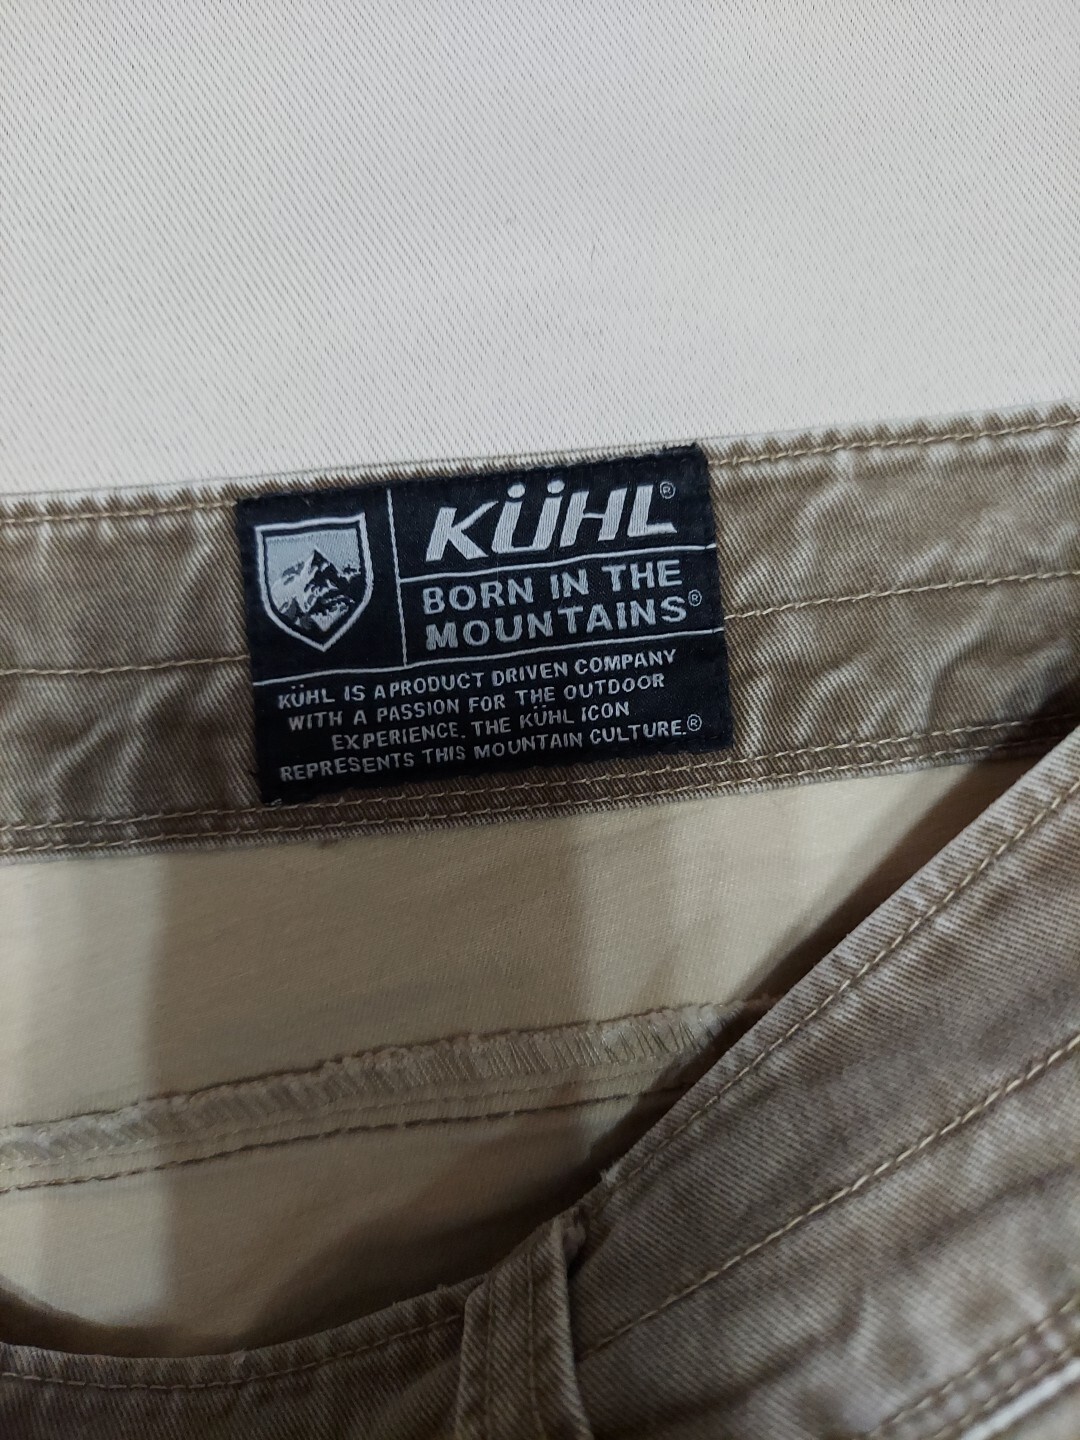 KÜHL®
BORN IN THE
MOUNTAINS®
KÜHL IS A PRODUCT DRIVEN COMPANY
WITH A PASSION FOR THE OUTDOOR
EXPERIENCE. THE KÜHL ICON
REPRESENTS THIS MOUNTAIN CULTURE.®